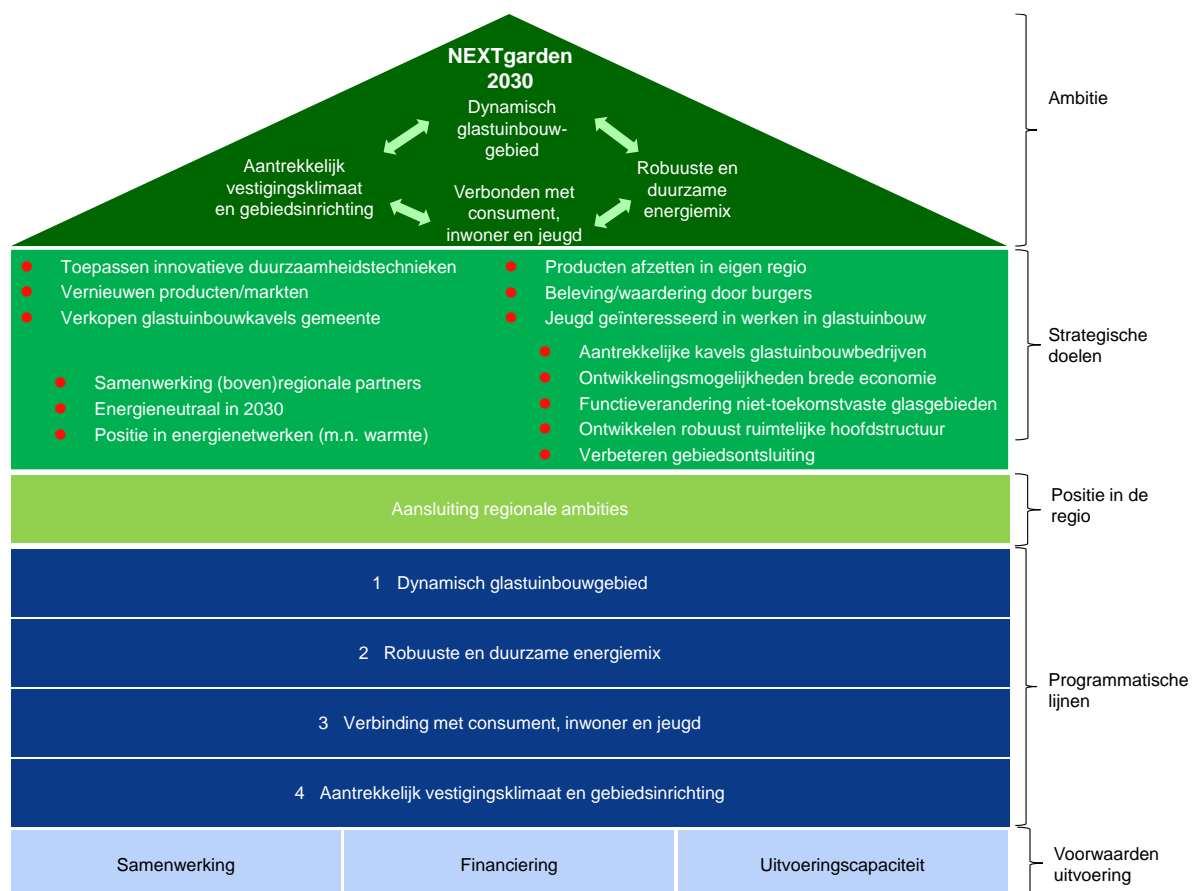 NEXTgarden
2030
Dynamisch
glastuinbouw-
gebied
Aantrekkelijk
vestigingsklimaat
en gebiedsinrichting
Robuuste en
duurzame
energiemix
Verbonden met
consument,
inwoner en jeugd
Ambitie
Toepassen innovatieve duurzaamheidstechnieken
Vernieuwen producten/markten
Verkopen glastuinbouwkavels gemeente
Producten afzetten in eigen regio
Beleving/waardering door burgers
Jeugd geïnteresseerd in werken in glastuinbouw
Samenwerking (boven)regionale partners
Energieneutraal in 2030
Positie in energienetwerken (m.n. warmte)
Aantrekkelijke kavels glastuinbouwbedrijven
Ontwikkelingsmogelijkheden brede economie
Functieverandering niet-toekomstvaste glasgebieden
Ontwikkelen robuust ruimtelijke hoofdstructuur
Verbeteren gebiedsontsluiting
Strategische
doelen
Aansluiting regionale ambities
Positie in de
regio
1 Dynamisch glastuinbouwgebied
2 Robuuste en duurzame energiemix
3 Verbinding met consument, inwoner en jeugd
4 Aantrekkelijk vestigingsklimaat en gebiedsinrichting
Programmatische
lijnen
Samenwerking
Financiering
Uitvoeringscapaciteit
Voorwaarden
uitvoering